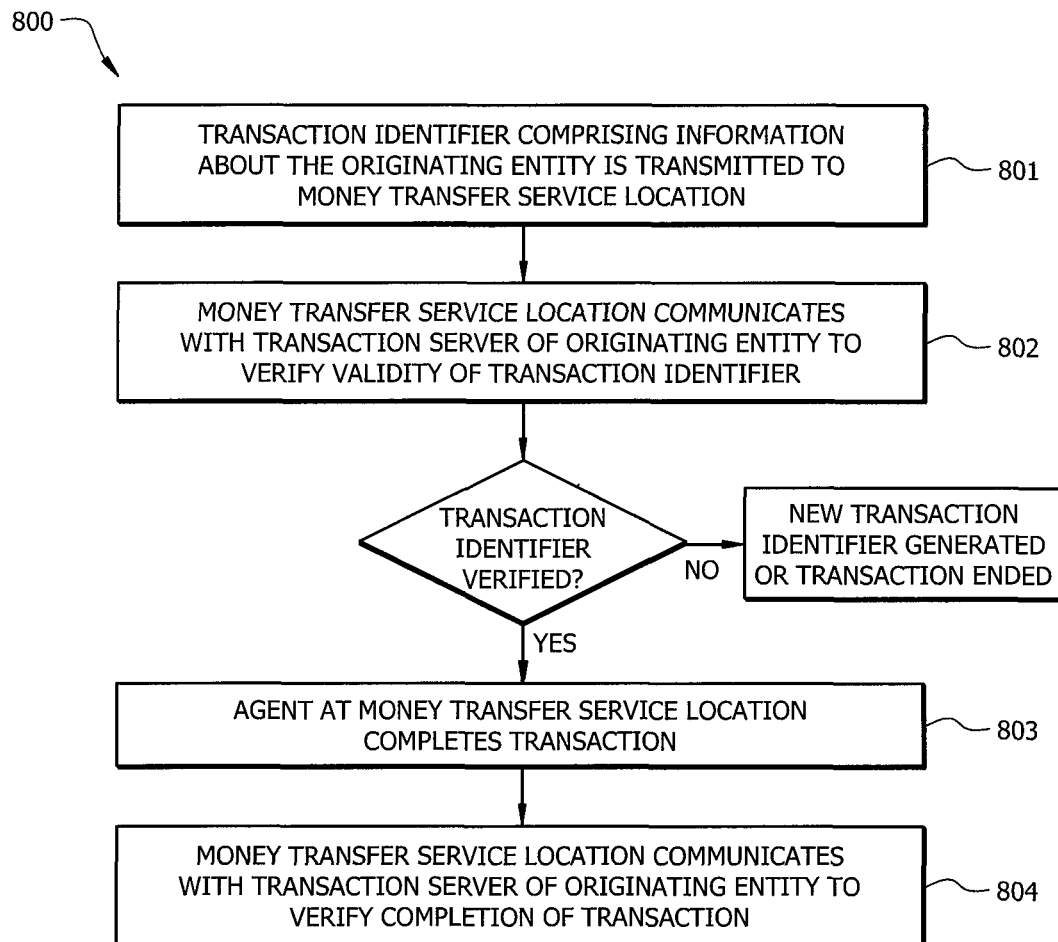 800
TRANSACTION IDENTIFIER COMPRISING INFORMATION
ABOUT THE ORIGINATING ENTITY IS TRANSMITTED TO
MONEY TRANSFER SERVICE LOCATION
801
MONEY TRANSFER SERVICE LOCATION COMMUNICATES
WITH TRANSACTION SERVER OF ORIGINATING ENTITY TO
VERIFY VALIDITY OF TRANSACTION IDENTIFIER
802
TRANSACTION
IDENTIFIER
VERIFIED?
NO
NEW TRANSACTION
IDENTIFIER GENERATED
OR TRANSACTION ENDED
YES
AGENT AT MONEY TRANSFER SERVICE LOCATION
COMPLETES TRANSACTION
803
MONEY TRANSFER SERVICE LOCATION COMMUNICATES
WITH TRANSACTION SERVER OF ORIGINATING ENTITY TO
VERIFY COMPLETION OF TRANSACTION
804